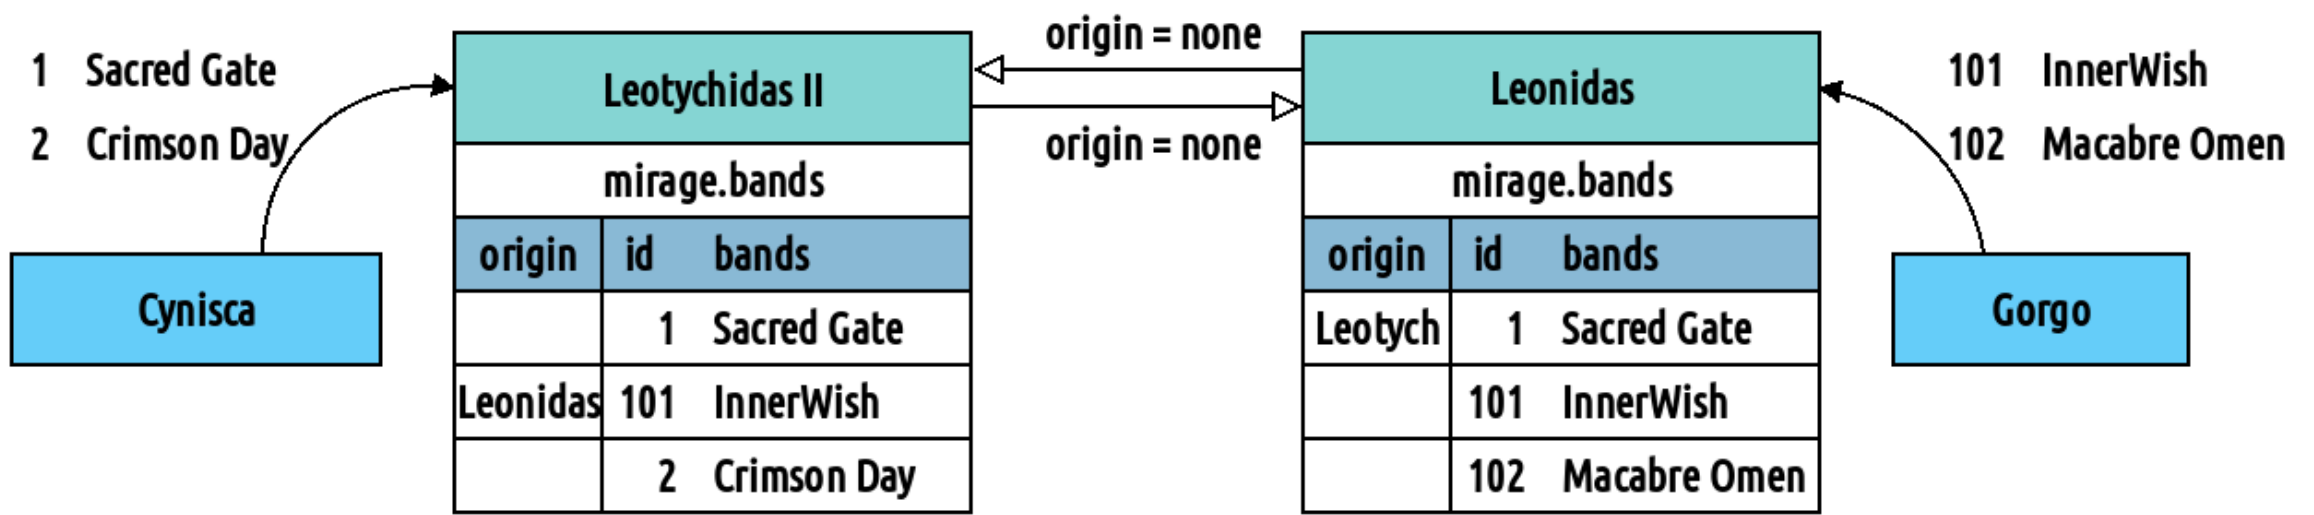 origin = none
1 Sacred Gate
2 Crimson Day
Leotychidas II
Leonidas
101 InnerWish
102 Macabre Omen
origin = none
mirage.bands
mirage.bands
origin id bands
origin id bands
Cynisca
Gorgo
1 Sacred Gate
Leotych 1 Sacred Gate
Leonidas 101 InnerWish
101 InnerWish
2 Crimson Day
102 Macabre Omen